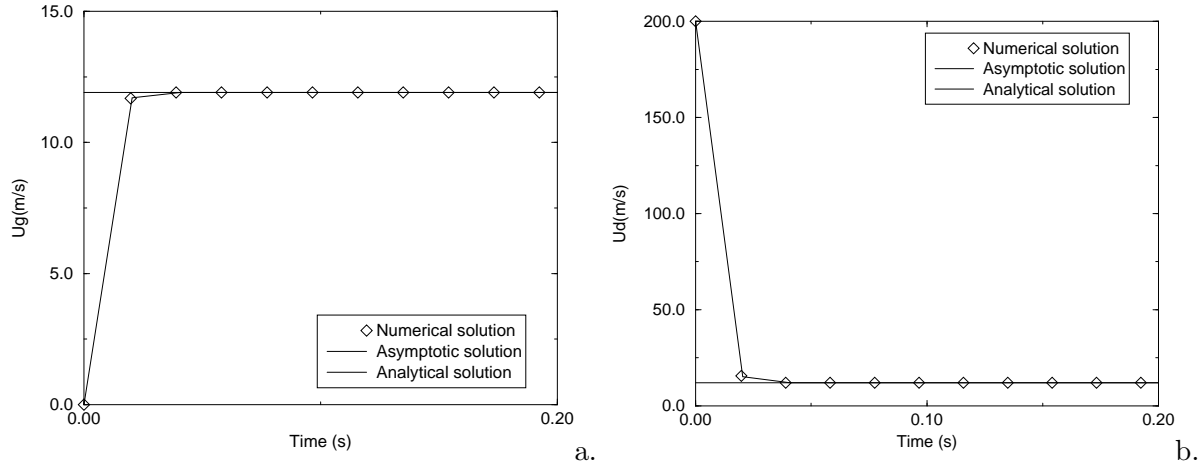 15.0
10.0
5.0
0.0
Ug(m/s)
0.00
0.20
Time (s)
Numerical solution
Asymptotic solution
Analytical solution
a.
200.0
150.0
100.0
50.0
0.0
Ud(m/s)
0.00
0.10
0.20
Time (s)
Numerical solution
Asymptotic solution
Analytical solution
b.